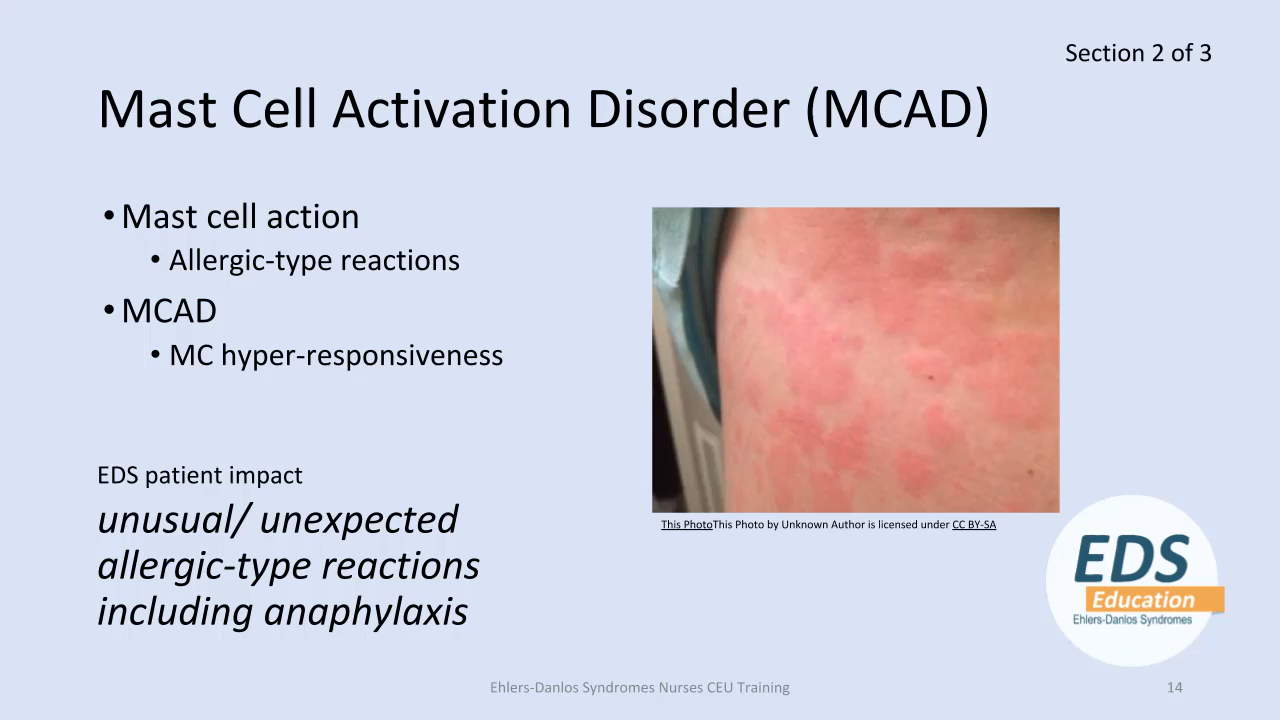 Section 2 of 3
Mast Cell Activation Disorder (MCAD)
• Mast cell action
• Allergic-type reactions
• MCAD
• MC hyper-responsiveness
EDS patient impact
unusual/ unexpected
allergic-type reactions
including anaphylaxis
This PhotoThis Photo by Unknown Author is licensed under CC BY-SA
EDS
Education
Ehlers-Danlos Syndromes
Ehlers-Danlos Syndromes Nurses CEU Training
14